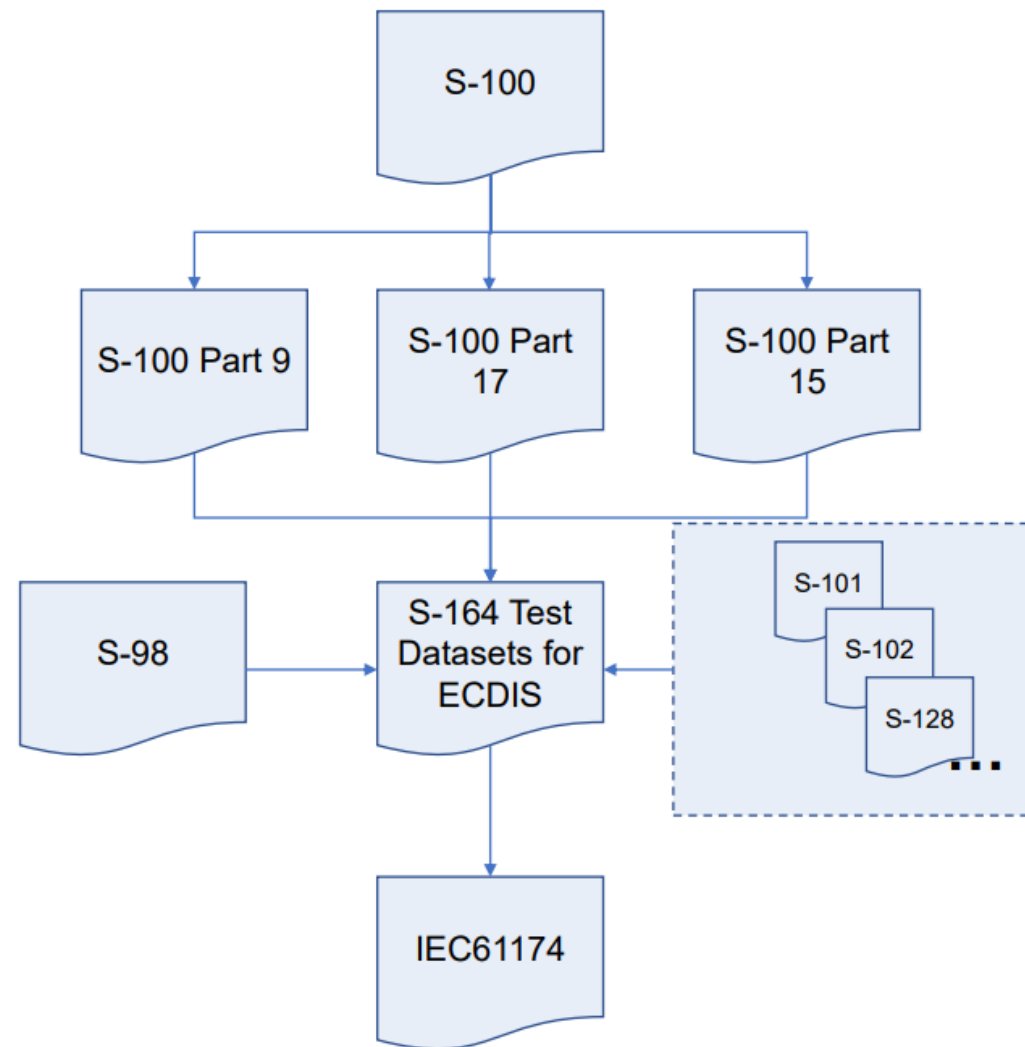 S-100
S-100 Part 9
S-100 Part
17
S-100 Part
15
S-98
S-164 Test
Datasets for
ECDIS
S-101
S-102
S-128
...
IEC61174